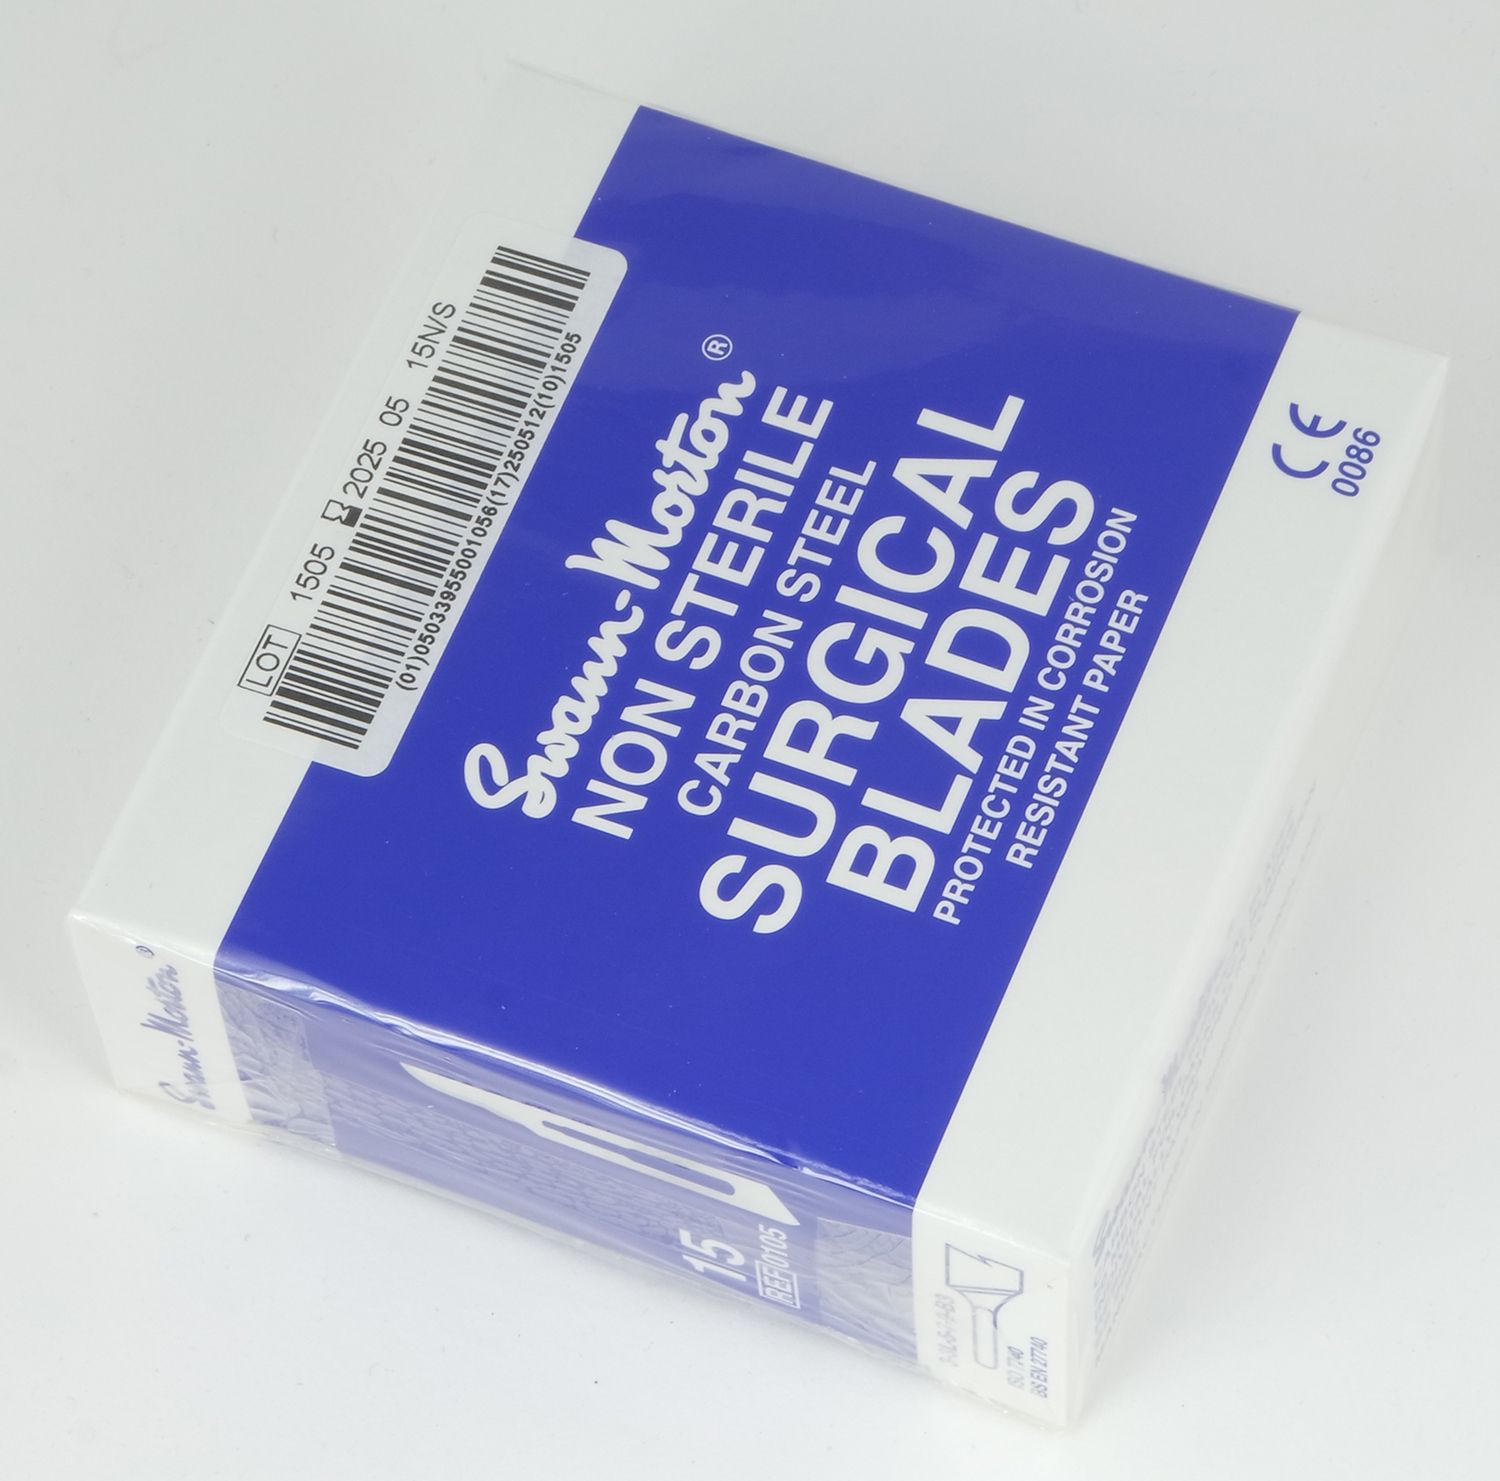 LOT 1505 2025 05 15N/S
(01)05033955001056(17)250512(10)1505
Swann-Morton®
NON STERILE
CARBON STEEL
SURGICAL
BLADES
PROTECTED IN CORROSION
RESISTANT PAPER
CE
0086
Swann-Morton®
15
REF 0105
ISO 7740
BS EN 27740